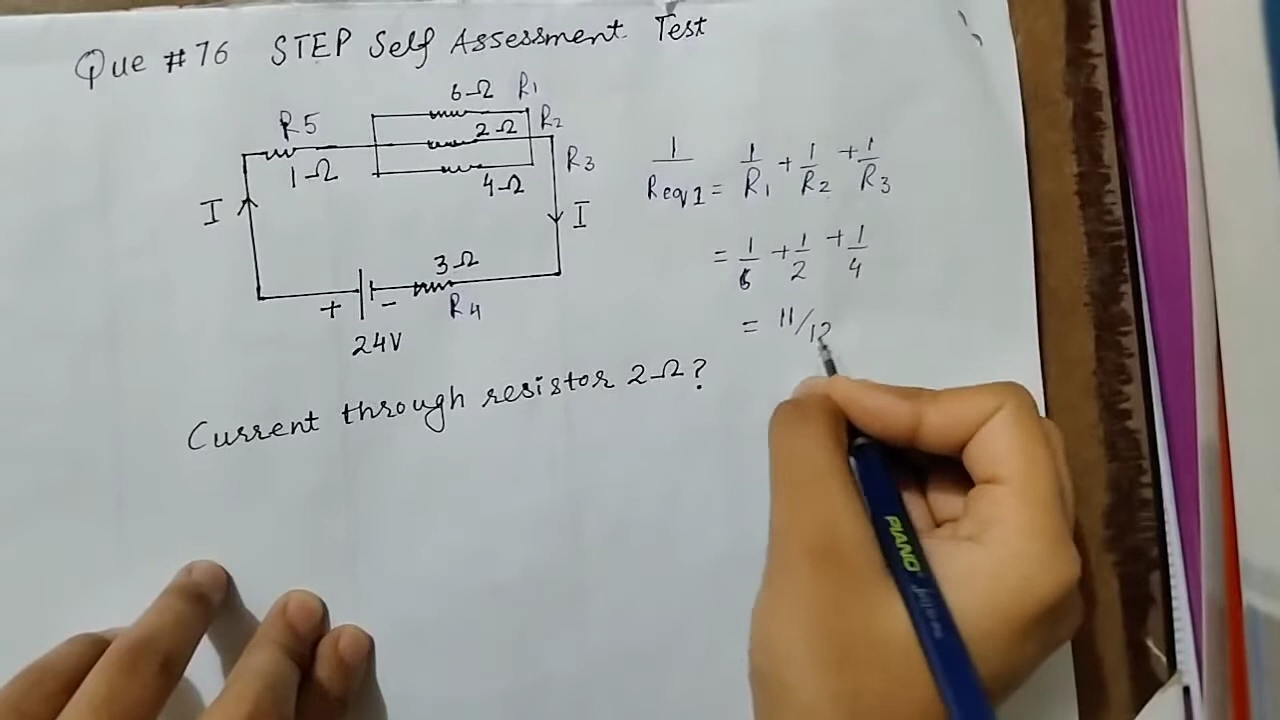 Que # 76 STEP Self Assessment Test
6Ω R1
R5 2Ω R2
1Ω 4Ω R3
I I
3Ω
+ - R4
24V
1/Req1 = 1/R1 + 1/R2 + 1/R3
= 1/6 + 1/2 + 1/4
= 11/12
Current through resistor 2Ω?
PIANO